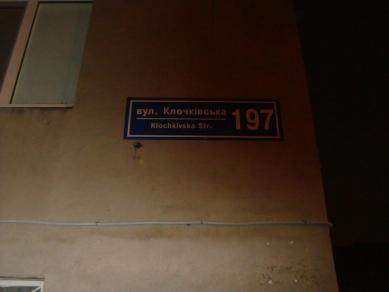 вул. Клочківська
Klochkivska Str.
197